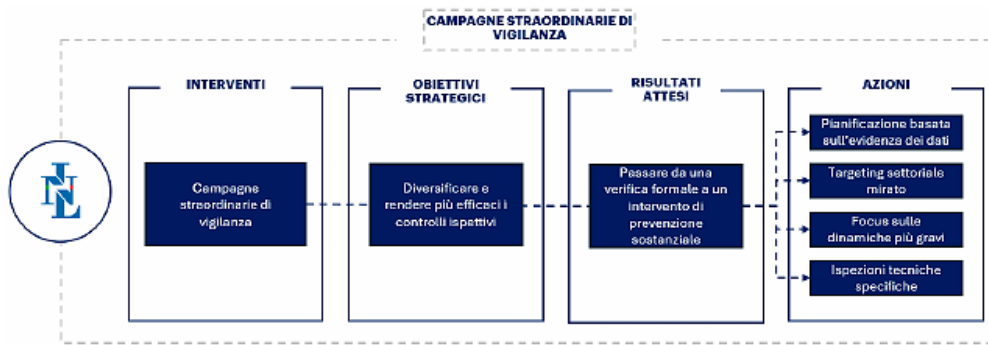 CAMPAGNE STRAORDINARIE DI
VIGILANZA
INTERVENTI
Campagne
straordinarie di
vigilanza
OBIETTIVI
STRATEGICI
Diversificare e
rendere più efficaci i
controlli ispettivi
RISULTATI
ATTESI
Passare da una
verifica formale a un
intervento di
prevenzione
sostanziale
AZIONI
Pianificazione basata
sull'evidenza dei dati
Targeting settoriale
mirato
Focus sulle
dinamiche più gravi
Ispezioni tecniche
specifiche
INL